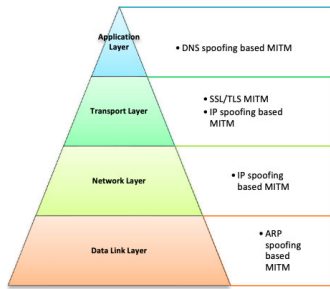 Application
Layer
• DNS spoofing based MITM
Transport Layer
• SSL/TLS MITM
• IP spoofing based
MITM
Network Layer
• IP spoofing
based MITM
Data Link Layer
• ARP
spoofing
based
MITM